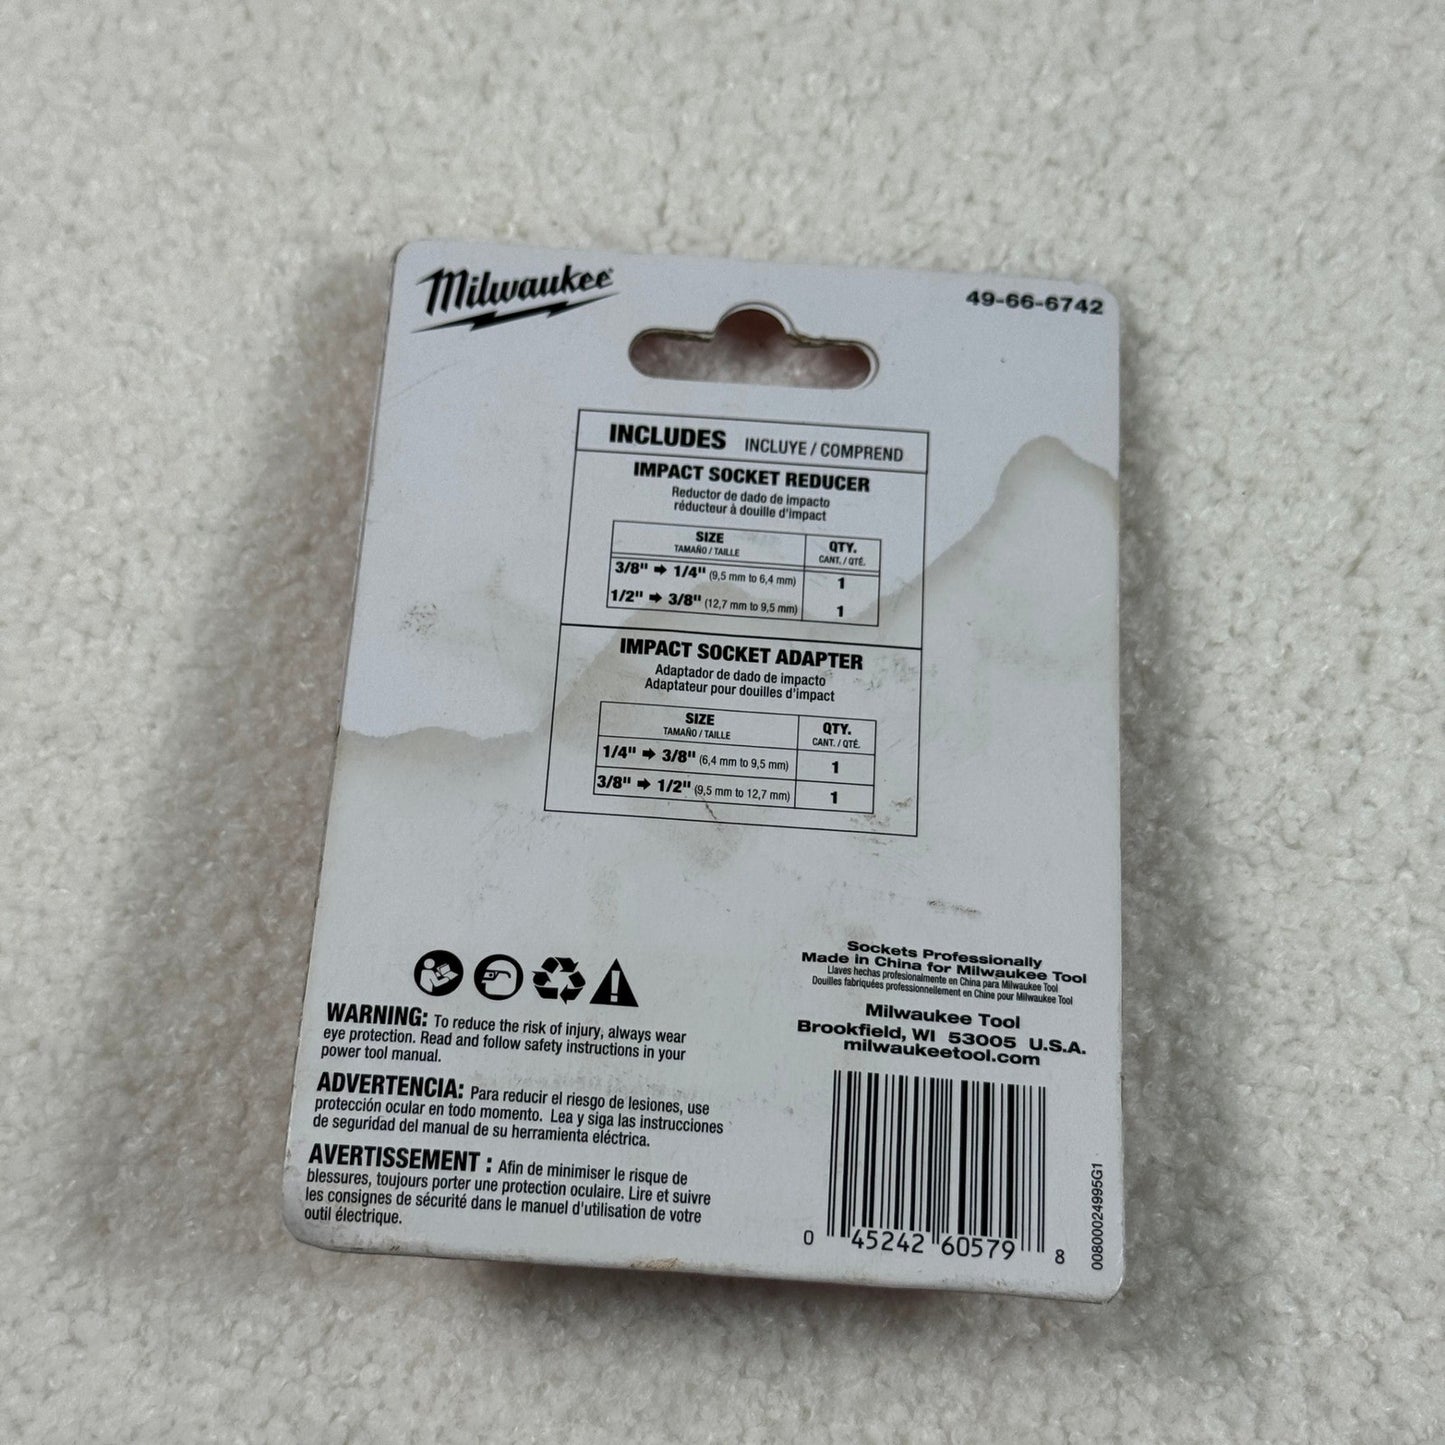 Milwaukee
49-66-6742
INCLUDES INCLUYE / COMPREND
IMPACT SOCKET REDUCER
Reductor de dado de impacto
réducteur à douille d'impact
SIZE QTY.
TAMAÑO / TAILLE CANT. / QTÉ.
3/8" ➡ 1/4" (9,5 mm to 6,4 mm) 1
1/2" ➡ 3/8" (12,7 mm to 9,5 mm) 1
IMPACT SOCKET ADAPTER
Adaptador de dado de impacto
Adaptateur pour douilles d'impact
SIZE QTY.
TAMAÑO / TAILLE CANT. / QTÉ.
1/4" ➡ 3/8" (6,4 mm to 9,5 mm) 1
3/8" ➡ 1/2" (9,5 mm to 12,7 mm) 1
WARNING: To reduce the risk of injury, always wear
eye protection. Read and follow safety instructions in your
power tool manual.
ADVERTENCIA: Para reducir el riesgo de lesiones, use
protección ocular en todo momento. Lea y siga las instrucciones
de seguridad del manual de su herramienta eléctrica.
AVERTISSEMENT : Afin de minimiser le risque de
blessures, toujours porter une protection oculaire. Lire et suivre
les consignes de sécurité dans le manuel d'utilisation de votre
outil électrique.
Sockets Professionally
Made in China for Milwaukee Tool
Llaves hechas profesionalmente en China para Milwaukee Tool
Douilles fabriquées professionnellement en Chine pour Milwaukee Tool
Milwaukee Tool
Brookfield, WI 53005 U.S.A.
milwaukeetool.com
0 45242 60579 8
00800024995G1